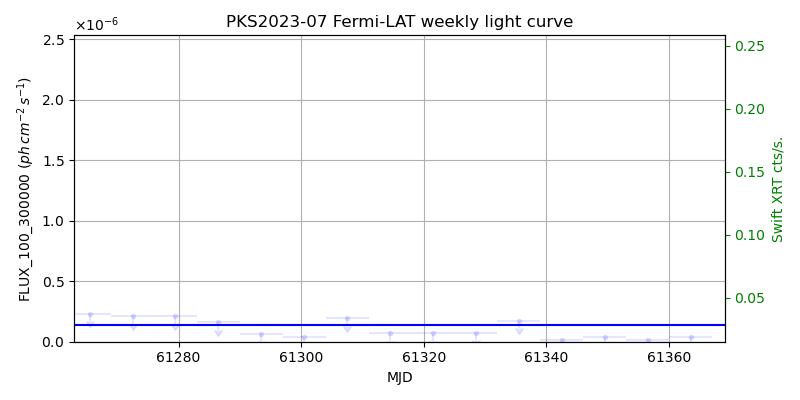 PKS2023-07 Fermi-LAT weekly light curve
×10⁻⁶
2.5
2.0
1.5
1.0
0.5
0.0
FLUX_100_300000 (ph cm⁻² s⁻¹)
0.25
0.20
0.15
0.10
0.05
Swift XRT cts/s.
61280 61300 61320 61340 61360
MJD